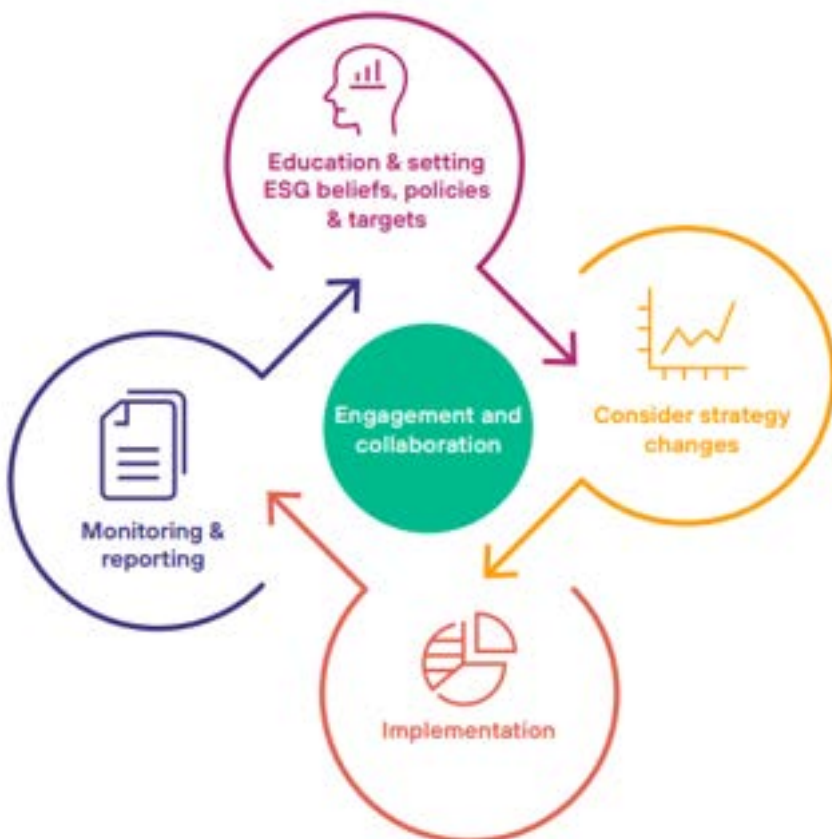 Education & setting
ESG beliefs, policies
& targets
Engagement and
collaboration
Consider strategy
changes
Monitoring &
reporting
Implementation